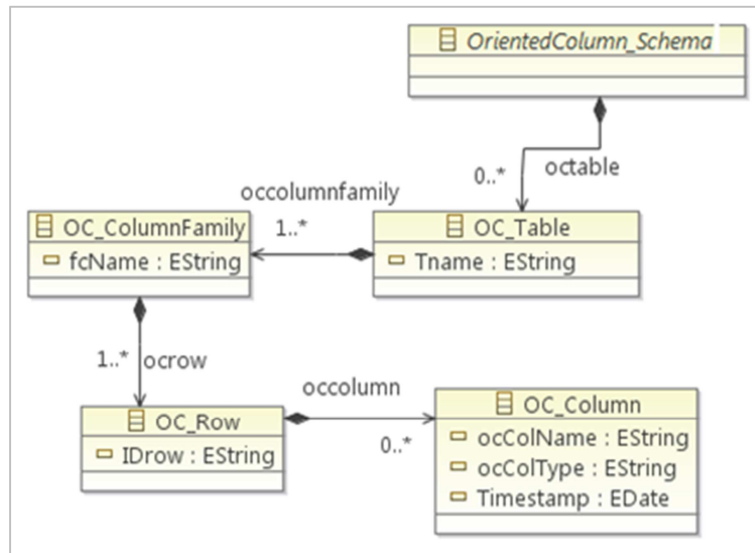 OrientedColumn_Schema
octable
0..*
occolumnfamily
1..*
OC_ColumnFamily
fcName : EString
OC_Table
Tname : EString
1..* ocrow
occolumn
0..*
OC_Row
IDrow : EString
OC_Column
ocColName : EString
ocColType : EString
Timestamp : EDate